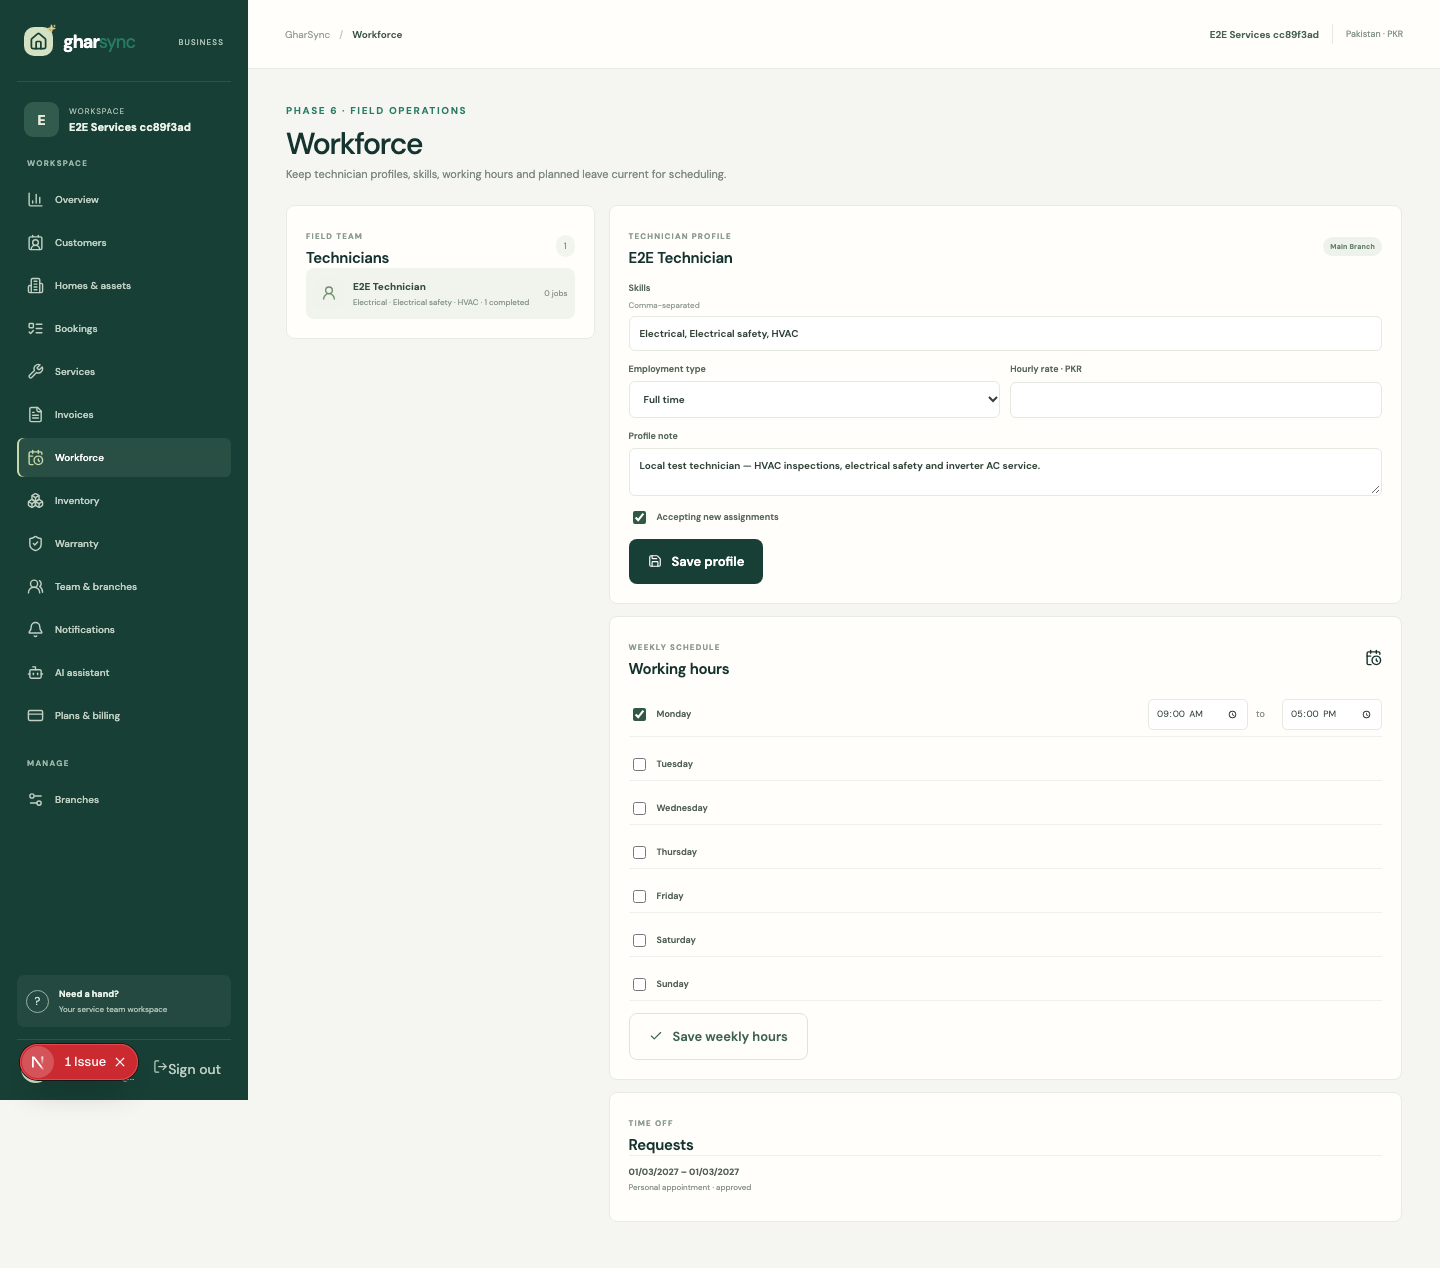 gharsync
BUSINESS
E
WORKSPACE
E2E Services cc89f3ad
WORKSPACE
Overview
Customers
Homes & assets
Bookings
Services
Invoices
Workforce
Inventory
Warranty
Team & branches
Notifications
AI assistant
Plans & billing
MANAGE
Branches
?
Need a hand?
Your service team workspace
N
1 Issue
Sign out
GharSync / Workforce
E2E Services cc89f3ad
Pakistan · PKR
PHASE 6 · FIELD OPERATIONS
Workforce
Keep technician profiles, skills, working hours and planned leave current for scheduling.
FIELD TEAM
Technicians
1
E2E Technician
Electrical · Electrical safety · HVAC · 1 completed
0 jobs
TECHNICIAN PROFILE
E2E Technician
Main Branch
Skills
Comma-separated
Electrical, Electrical safety, HVAC
Employment type
Hourly rate · PKR
Full time
Profile note
Local test technician — HVAC inspections, electrical safety and inverter AC service.
Accepting new assignments
Save profile
WEEKLY SCHEDULE
Working hours
Monday
09:00 AM to 05:00 PM
Tuesday
Wednesday
Thursday
Friday
Saturday
Sunday
Save weekly hours
TIME OFF
Requests
01/03/2027 – 01/03/2027
Personal appointment · approved